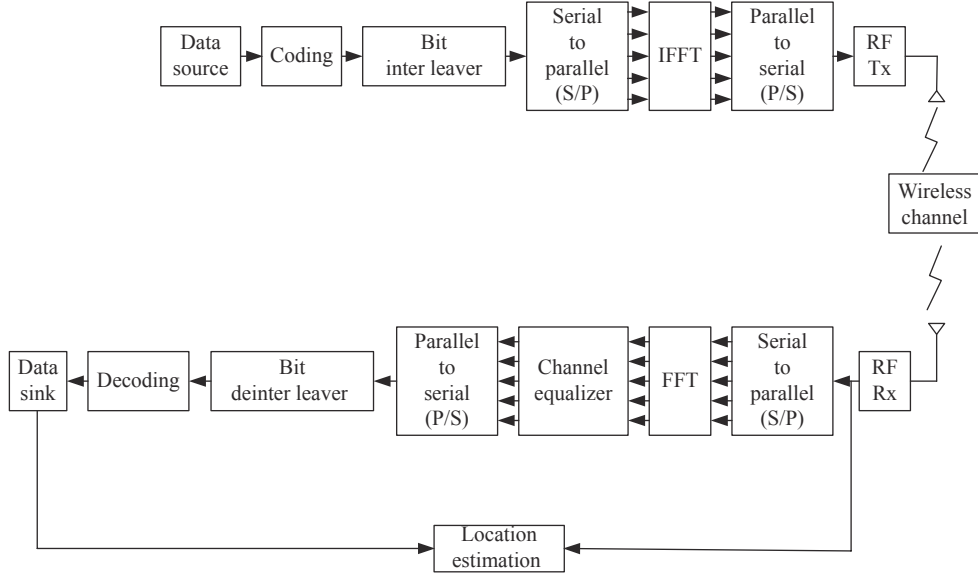 Data
source
Coding
Bit
inter leaver
Serial
to
parallel
(S/P)
IFFT
Parallel
to
serial
(P/S)
RF
Tx
Wireless
channel
Data
sink
Decoding
Bit
deinter leaver
Parallel
to
serial
(P/S)
Channel
equalizer
FFT
Serial
to
parallel
(S/P)
RF
Rx
Location
estimation